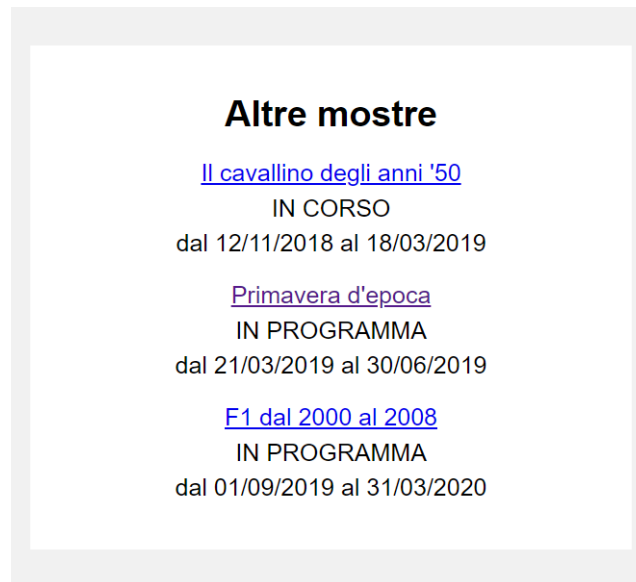 Altre mostre
Il cavallino degli anni '50
IN CORSO
dal 12/11/2018 al 18/03/2019
Primavera d'epoca
IN PROGRAMMA
dal 21/03/2019 al 30/06/2019
F1 dal 2000 al 2008
IN PROGRAMMA
dal 01/09/2019 al 31/03/2020